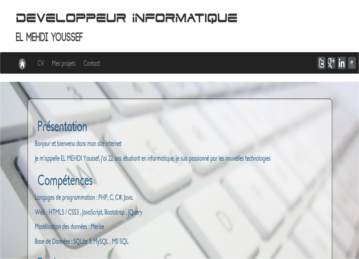 DEVELOPPEUR INFORMATIQUE
EL MEHDI YOUSSEF
CV Mes projets Contact
Présentation
Bonjour et bienvenu dans mon site internet
Je m'appelle EL MEHDI Youssef, j'ai 22 ans étudiant en informatique, je suis passionné par les nouvelles technologies
Compétences
Langages de programmation : PHP, C, C#, Java
Web : HTML5 / CSS3 , JavaScript, Bootstrap , jQuery
Modélisation des données : Merise
Base de Données : SQLite 3, MySQL , MS SQL